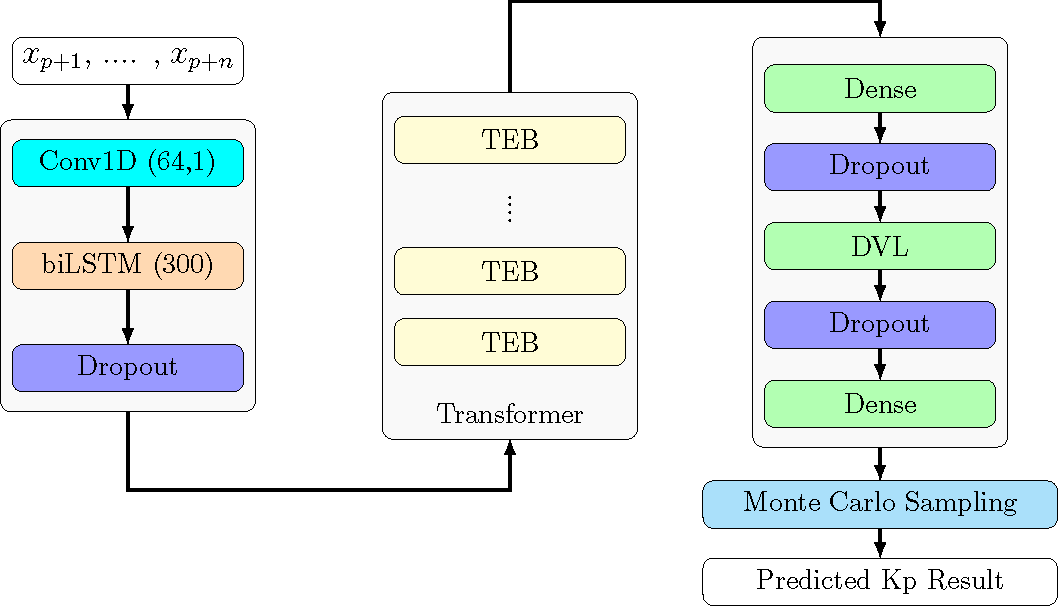 x_{p+1}, .... , x_{p+n}
Conv1D (64,1)
biLSTM (300)
Dropout
TEB
TEB
TEB
Transformer
Dense
Dropout
DVL
Dropout
Dense
Monte Carlo Sampling
Predicted Kp Result